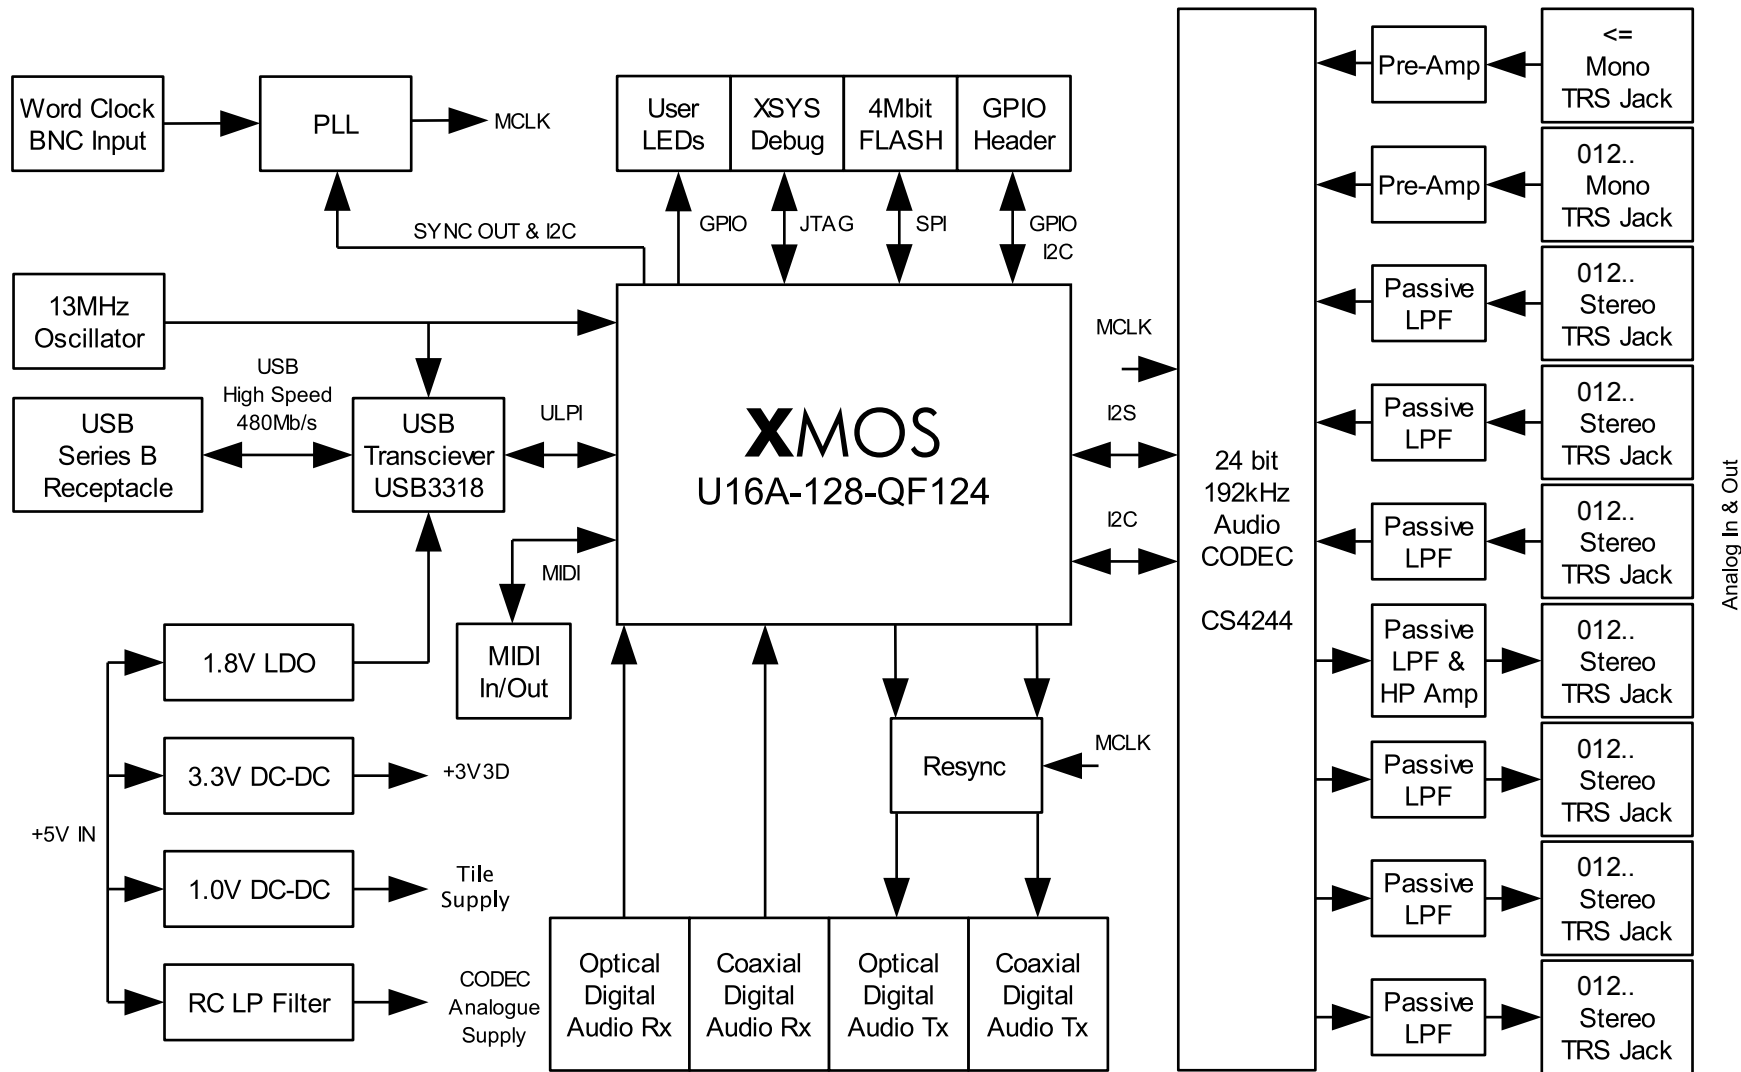 Word Clock
BNC Input
PLL
MCLK
User
LEDs
XSYS
Debug
4Mbit
FLASH
GPIO
Header
SYNC OUT & I2C
GPIO
JTAG
SPI
GPIO
I2C
13MHz
Oscillator
USB
High Speed
480Mb/s
USB
Series B
Receptacle
USB
Transciever
USB3318
ULPI
XMOS
U16A-128-QF124
MIDI
MIDI
In/Out
MCLK
I2S
I2C
24 bit
192kHz
Audio
CODEC
CS4244
+5V IN
1.8V LDO
3.3V DC-DC
+3V3D
1.0V DC-DC
Tile
Supply
RC LP Filter
CODEC
Analogue
Supply
Resync
MCLK
Optical
Digital
Audio Rx
Coaxial
Digital
Audio Rx
Optical
Digital
Audio Tx
Coaxial
Digital
Audio Tx
Pre-Amp
<=
Mono
TRS Jack
Pre-Amp
012..
Mono
TRS Jack
Passive
LPF
012..
Stereo
TRS Jack
Passive
LPF
012..
Stereo
TRS Jack
Passive
LPF
012..
Stereo
TRS Jack
Passive
LPF &
HP Amp
012..
Stereo
TRS Jack
Passive
LPF
012..
Stereo
TRS Jack
Passive
LPF
012..
Stereo
TRS Jack
Passive
LPF
012..
Stereo
TRS Jack
Analog In & Out